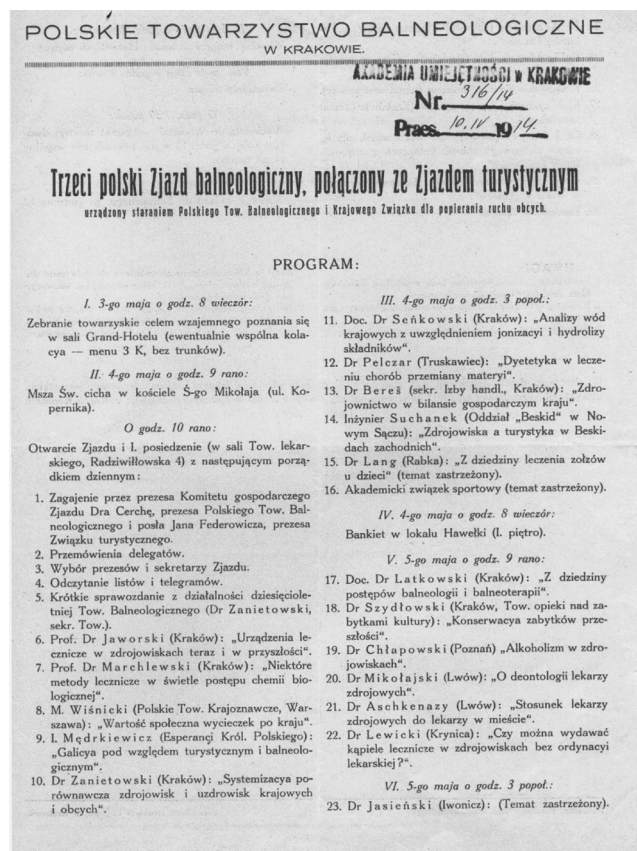 POLSKIE TOWARZYSTWO BALNEOLOGICZNE
W KRAKOWIE.
AKADEMIA UMIEJĘTNOŚCI w KRAKOWIE
Nr. 316/14
Praes. 10.IV 1914.
Trzeci polski Zjazd balneologiczny, połączony ze Zjazdem turystycznym
urządzony staraniem Polskiego Tow. Balneologicznego i Krajowego Związku dla popierania ruchu obcych.
PROGRAM:
I. 3-go maja o godz. 8 wieczór:
Zebranie towarzyskie celem wzajemnego poznania się
w sali Grand-Hotelu (ewentualnie wspólna kola-
cya — menu 3 K, bez trunków).
II. 4-go maja o godz. 9 rano:
Msza Św. cicha w kościele Ś-go Mikołaja (ul. Ko-
pernika).
O godz. 10 rano:
Otwarcie Zjazdu i I. posiedzenie (w sali Tow. lekar-
skiego, Radziwiłłowska 4) z następującym porzą-
dkiem dziennym:
1. Zagajenie przez prezesa Komitetu gospodarczego
Zjazdu Dra Cerchę, prezesa Polskiego Tow. Bal-
neologicznego i posła Jana Federowicza, prezesa
Związku turystycznego.
2. Przemówienia delegatów.
3. Wybór prezesów i sekretarzy Zjazdu.
4. Odczytanie listów i telegramów.
5. Krótkie sprawozdanie z działalności dziesięciole-
tniej Tow. Balneologicznego (Dr Zanietowski,
sekr. Tow.).
6. Prof. Dr Jaworski (Kraków): „Urządzenia le-
cznicze w zdrojowiskach teraz i w przyszłości".
7. Prof. Dr Marchlewski (Kraków): „Niektóre
metody lecznicze w świetle postępu chemii bio-
logicznej".
8. M. Wiśnicki (Polskie Tow. Krajoznawcze, War-
szawa): „Wartość społeczna wycieczek po kraju".
9. I. Mędrkiewicz (Esperanci Król. Polskiego):
„Galicya pod względem turystycznym i balneolo-
gicznym".
10. Dr Zanietowski (Kraków): „Systemizacya po-
równawcza zdrojowisk i uzdrowisk krajowych
i obcych".
III. 4-go maja o godz. 3 popoł.:
11. Doc. Dr Seńkowski (Kraków): „Analizy wód
krajowych z uwzględnieniem jonizacyi i hydrolizy
składników".
12. Dr Pelczar (Truskawiec): „Dyetetyka w lecze-
niu chorób przemiany materyi".
13. Dr Bereś (sekr. Izby handl., Kraków): „Zdro-
jownictwo w bilansie gospodarczym kraju".
14. Inżynier Suchanek (Oddział „Beskid" w No-
wym Sączu): „Zdrojowiska a turystyka w Beski-
dach zachodnich".
15. Dr Lang (Rabka): „Z dziedziny leczenia zołzów
u dzieci" (temat zastrzeżony).
16. Akademicki związek sportowy (temat zastrzeżony).
IV. 4-go maja o godz. 8 wieczór:
Bankiet w lokalu Hawełki (I. piętro).
V. 5-go maja o godz. 9 rano:
17. Doc. Dr Latkowski (Kraków): „Z dziedziny
postępów balneologii i balneoterapii".
18. Dr Szydłowski (Kraków, Tow. opieki nad za-
bytkami kultury): „Konserwacya zabytków prze-
szłości".
19. Dr Chłapowski (Poznań) „Alkoholizm w zdro-
jowiskach".
20. Dr Mikołajski (Lwów): „O deontologii lekarzy
zdrojowych".
21. Dr Aschkenazy (Lwów): „Stosunek lekarzy
zdrojowych do lekarzy w mieście".
22. Dr Lewicki (Krynica): „Czy można wydawać
kąpiele lecznicze w zdrojowiskach bez ordynacyi
lekarskiej?".
VI. 5-go maja o godz. 3 popoł.:
23. Dr Jasieński (Iwonicz): (Temat zastrzeżony).